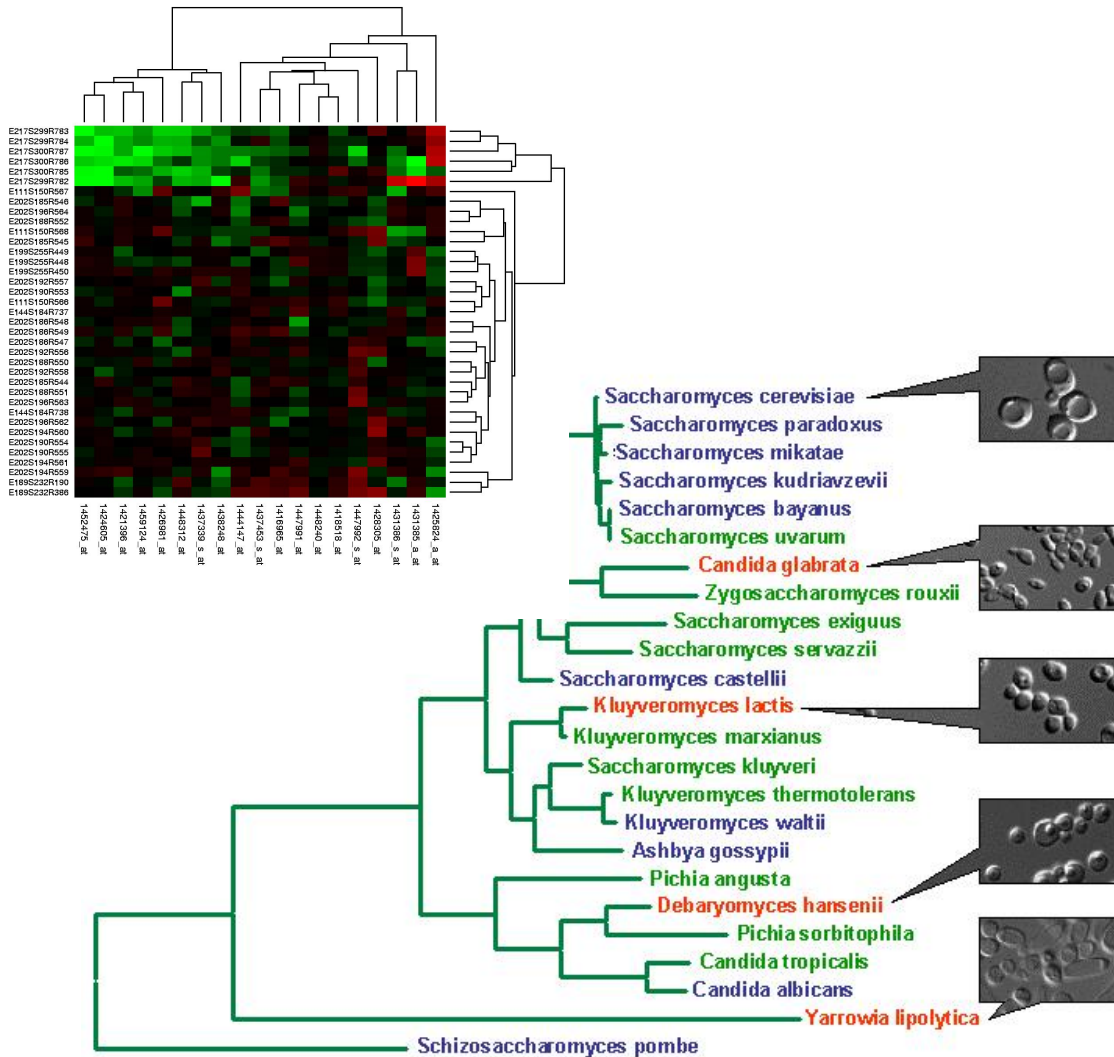 E217S299R783
E217S299R784
E217S300R787
E217S300R786
E217S300R785
E217S299R782
E111S150R567
E202S185R546
E202S196R564
E202S188R552
E111S150R568
E202S185R545
E199S255R449
E199S255R448
E199S255R450
E202S192R557
E202S190R553
E111S150R566
E144S184R737
E202S186R548
E202S186R549
E202S186R547
E202S192R556
E202S188R550
E202S192R558
E202S185R544
E202S188R551
E202S196R563
E144S184R738
E202S196R562
E202S194R560
E202S190R554
E202S190R555
E202S194R561
E202S194R559
E189S232R190
E189S232R386
1452475_at
1424605_at
1421396_at
1459124_at
1426981_at
1446312_at
1437339_s_at
1438248_at
1444147_at
1437453_s_at
1416965_at
1447991_at
1448240_at
1418518_at
1447992_s_at
1428305_at
1431386_s_at
1431385_a_at
1425824_a_at
Saccharomyces cerevisiae
Saccharomyces paradoxus
Saccharomyces mikatae
Saccharomyces kudriavzevii
Saccharomyces bayanus
Saccharomyces uvarum
Candida glabrata
Zygosaccharomyces rouxii
Saccharomyces exiguus
Saccharomyces servazzii
Saccharomyces castellii
Kluyveromyces lactis
Kluyveromyces marxianus
Saccharomyces kluyveri
Kluyveromyces thermotolerans
Kluyveromyces waltii
Ashbya gossypii
Pichia angusta
Debaryomyces hansenii
Pichia sorbitophila
Candida tropicalis
Candida albicans
Yarrowia lipolytica
Schizosaccharomyces pombe